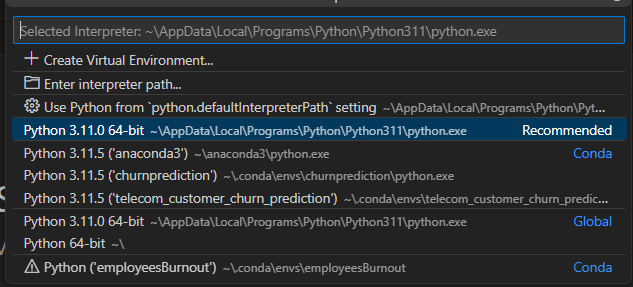 Selected Interpreter: ~\AppData\Local\Programs\Python\Python311\python.exe
+ Create Virtual Environment...
Enter interpreter path...
Use Python from `python.defaultInterpreterPath` setting ~\AppData\Local\Programs\Python\Pyt...
Python 3.11.0 64-bit ~\AppData\Local\Programs\Python\Python311\python.exe Recommended
Python 3.11.5 ('anaconda3') ~\anaconda3\python.exe Conda
Python 3.11.5 ('churnprediction') ~\.conda\envs\churnprediction\python.exe
Python 3.11.5 ('telecom_customer_churn_prediction') ~\.conda\envs\telecom_customer_churn_predic...
Python 3.11.0 64-bit ~\AppData\Local\Programs\Python\Python311\python.exe Global
Python 64-bit ~\
Python ('employeesBurnout') ~\.conda\envs\employeesBurnout Conda